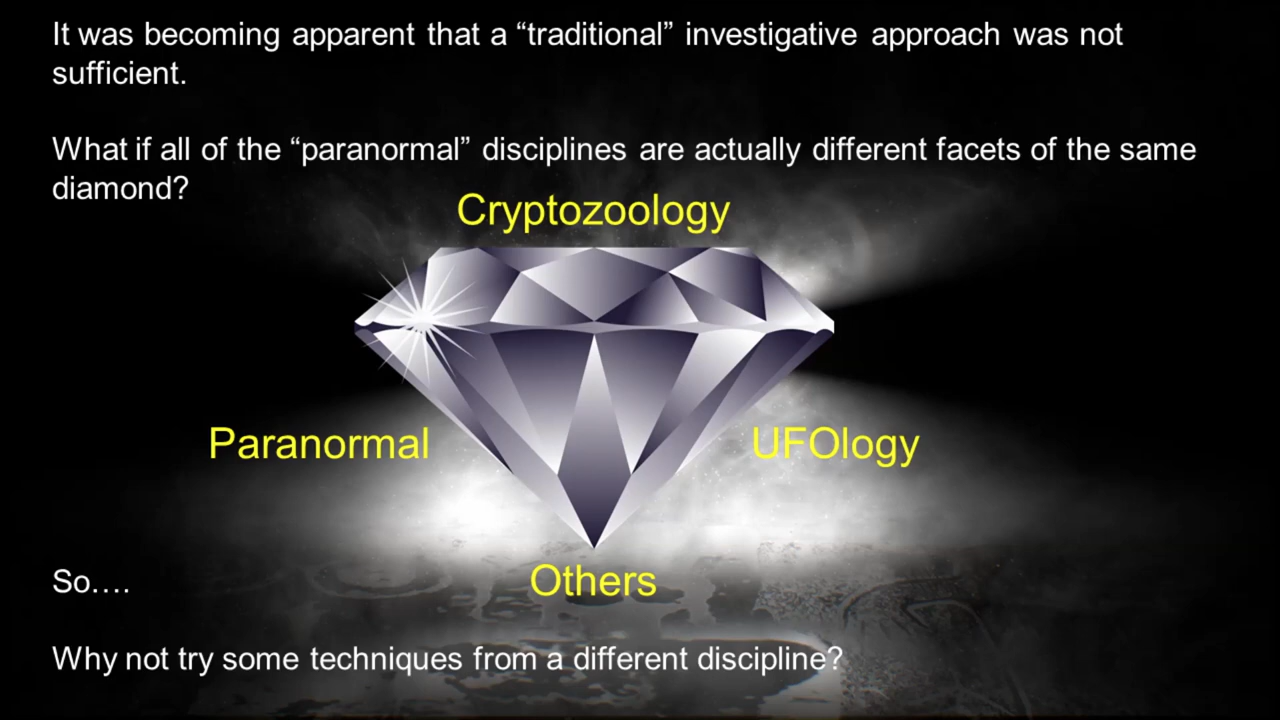 It was becoming apparent that a “traditional” investigative approach was not
sufficient.
What if all of the “paranormal” disciplines are actually different facets of the same
diamond?
Cryptozoology
Paranormal
UFOlogy
Others
So….
Why not try some techniques from a different discipline?